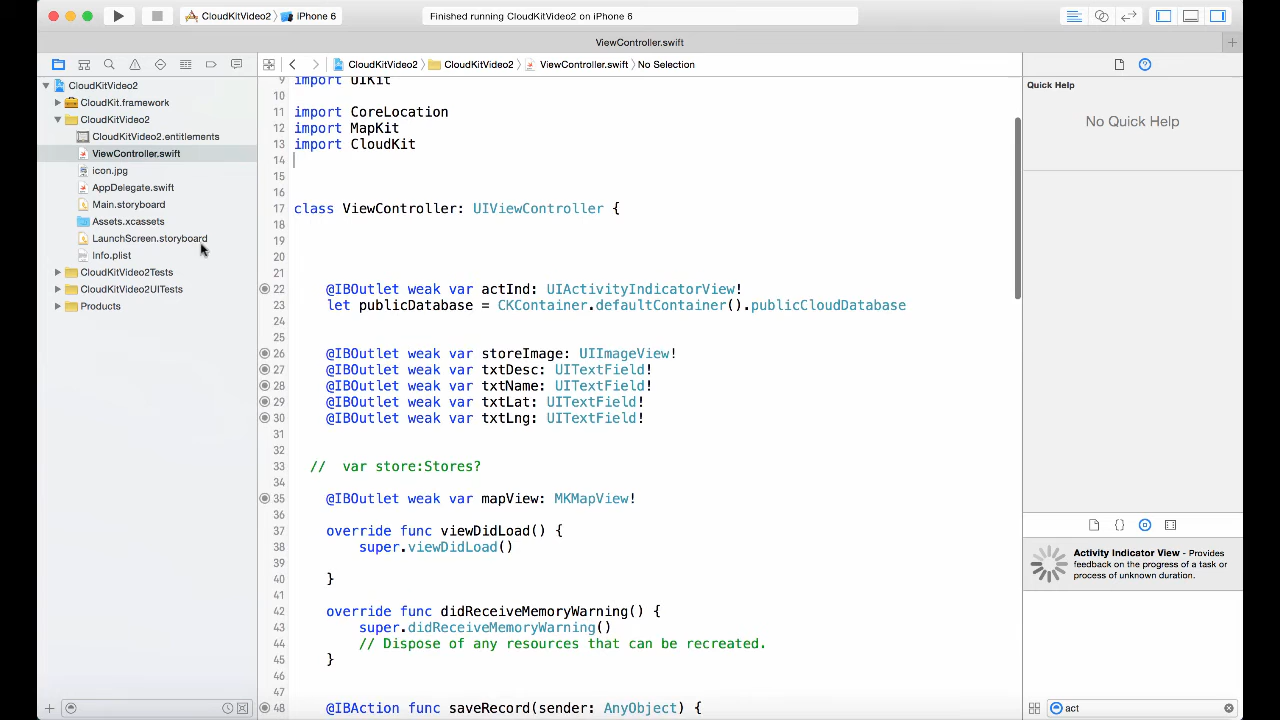 CloudKitVideo2 iPhone 6
Finished running CloudKitVideo2 on iPhone 6
ViewController.swift
CloudKitVideo2 CloudKitVideo2 ViewController.swift No Selection
CloudKitVideo2
CloudKit.framework
CloudKitVideo2
CloudKitVideo2.entitlements
ViewController.swift
icon.jpg
AppDelegate.swift
Main.storyboard
Assets.xcassets
LaunchScreen.storyboard
Info.plist
CloudKitVideo2Tests
CloudKitVideo2UITests
Products
9 import UIKit
10
11 import CoreLocation
12 import MapKit
13 import CloudKit
14
15
16
17 class ViewController: UIViewController {
18
19
20
21
22 @IBOutlet weak var actInd: UIActivityIndicatorView!
23 let publicDatabase = CKContainer.defaultContainer().publicCloudDatabase
24
25
26 @IBOutlet weak var storeImage: UIImageView!
27 @IBOutlet weak var txtDesc: UITextField!
28 @IBOutlet weak var txtName: UITextField!
29 @IBOutlet weak var txtLat: UITextField!
30 @IBOutlet weak var txtLng: UITextField!
31
32
33 // var store:Stores?
34
35 @IBOutlet weak var mapView: MKMapView!
36
37 override func viewDidLoad() {
38 super.viewDidLoad()
39
40 }
41
42 override func didReceiveMemoryWarning() {
43 super.didReceiveMemoryWarning()
44 // Dispose of any resources that can be recreated.
45 }
46
47
48 @IBAction func saveRecord(sender: AnyObject) {
Quick Help
No Quick Help
Activity Indicator View - Provides
feedback on the progress of a task or
process of unknown duration.
act